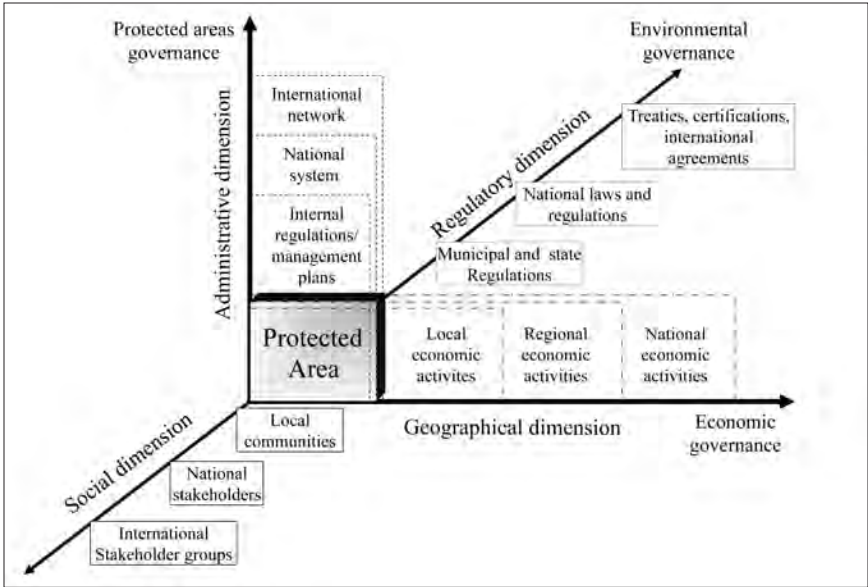 Protected areas
governance
Environmental
governance
Administrative dimension
International
network
National
system
Internal
regulations/
management
plans
Regulatory dimension
Treaties, certifications,
international
agreements
National laws and
regulations
Municipal and state
Regulations
Protected
Area
Local
economic
activites
Regional
economic
activities
National
economic
activities
Geographical dimension
Economic
governance
Social dimension
Local
communities
National
stakeholders
International
Stakeholder groups